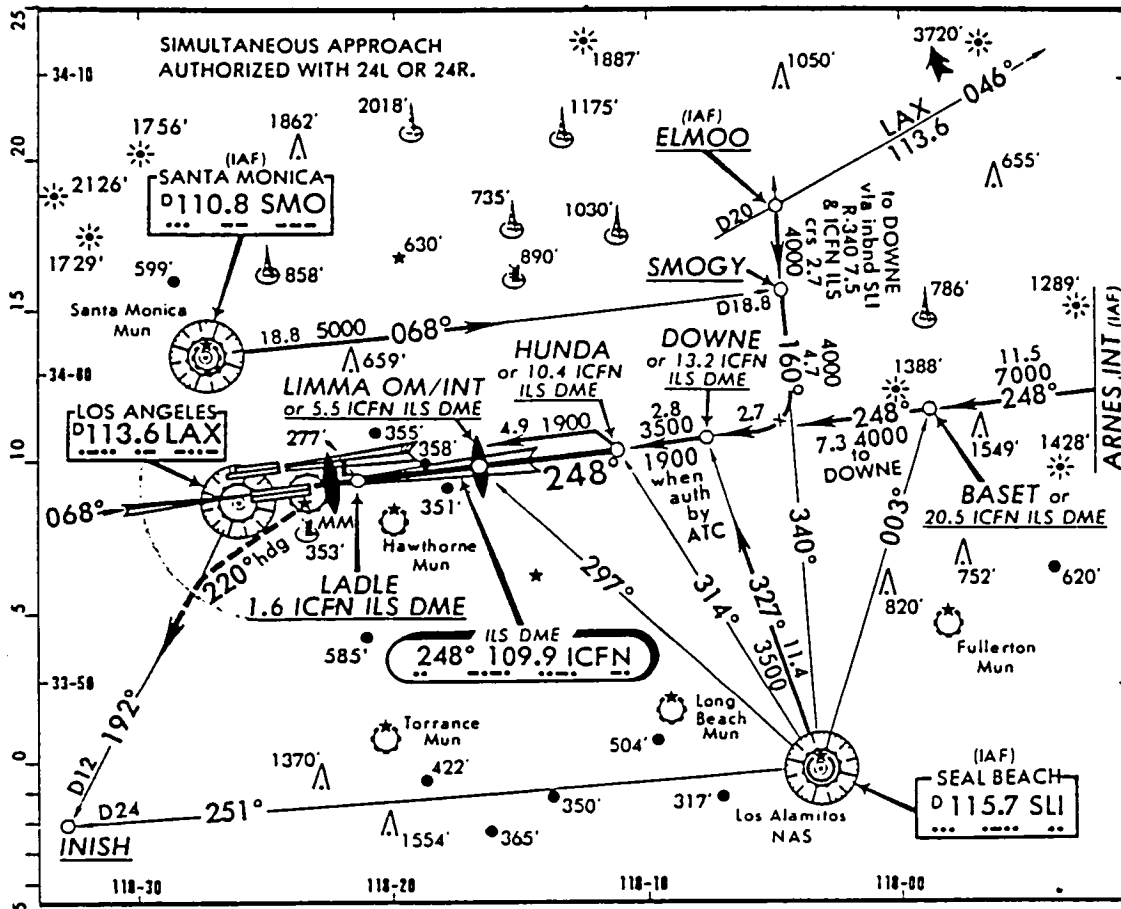 25
SIMULTANEOUS APPROACH
AUTHORIZED WITH 24L OR 24R.
1887'
1050'
3720'
34-10
2018'
1175'
LAX
113.6
046°
(IAF)
ELMOO
1756'
1862'
20
(IAF)
SANTA MONICA
D110.8 SMO
2126'
735'
1030'
655'
D20
to DOWNE
via inbnd SLI
R-340 7.5
& ICFN ILS
crs 2.7
4000
1729'
599'
858'
630'
890'
SMOGY
D18.8
786'
1289'
15
Santa Monica
Mun
18.8 5000 068°
659'
HUNDA
or 10.4 ICFN
ILS DME
DOWNE
or 13.2 ICFN
ILS DME
160°
4000
4.7
1388'
11.5
7000
248°
ARNES INT (IAF)
34-00
LIMMA OM/INT
or 5.5 ICFN ILS DME
LOS ANGELES
D113.6 LAX
277'
355'
358'
4.9 1900
2.8
3500
2.7
248°
7.3 4000
to
DOWNE
1549'
1428'
10
248°
1900
when
auth
by
ATC
BASET or
20.5 ICFN ILS DME
068°
MM
353'
351'
Hawthorne
Mun
220° hdg
LADLE
1.6 ICFN ILS DME
297°
314°
327°
340°
003°
752'
620'
820'
5
585'
ILS DME
248° 109.9 ICFN
3500
11.4
Fullerton
Mun
33-50
192°
D12
Torrance
Mun
Long
Beach
Mun
504'
0
1370'
422'
(IAF)
SEAL BEACH
D 115.7 SLI
D24
251°
350'
317'
Los Alamitos
NAS
1554'
365'
INISH
118-30
118-20
118-10
118-00
5